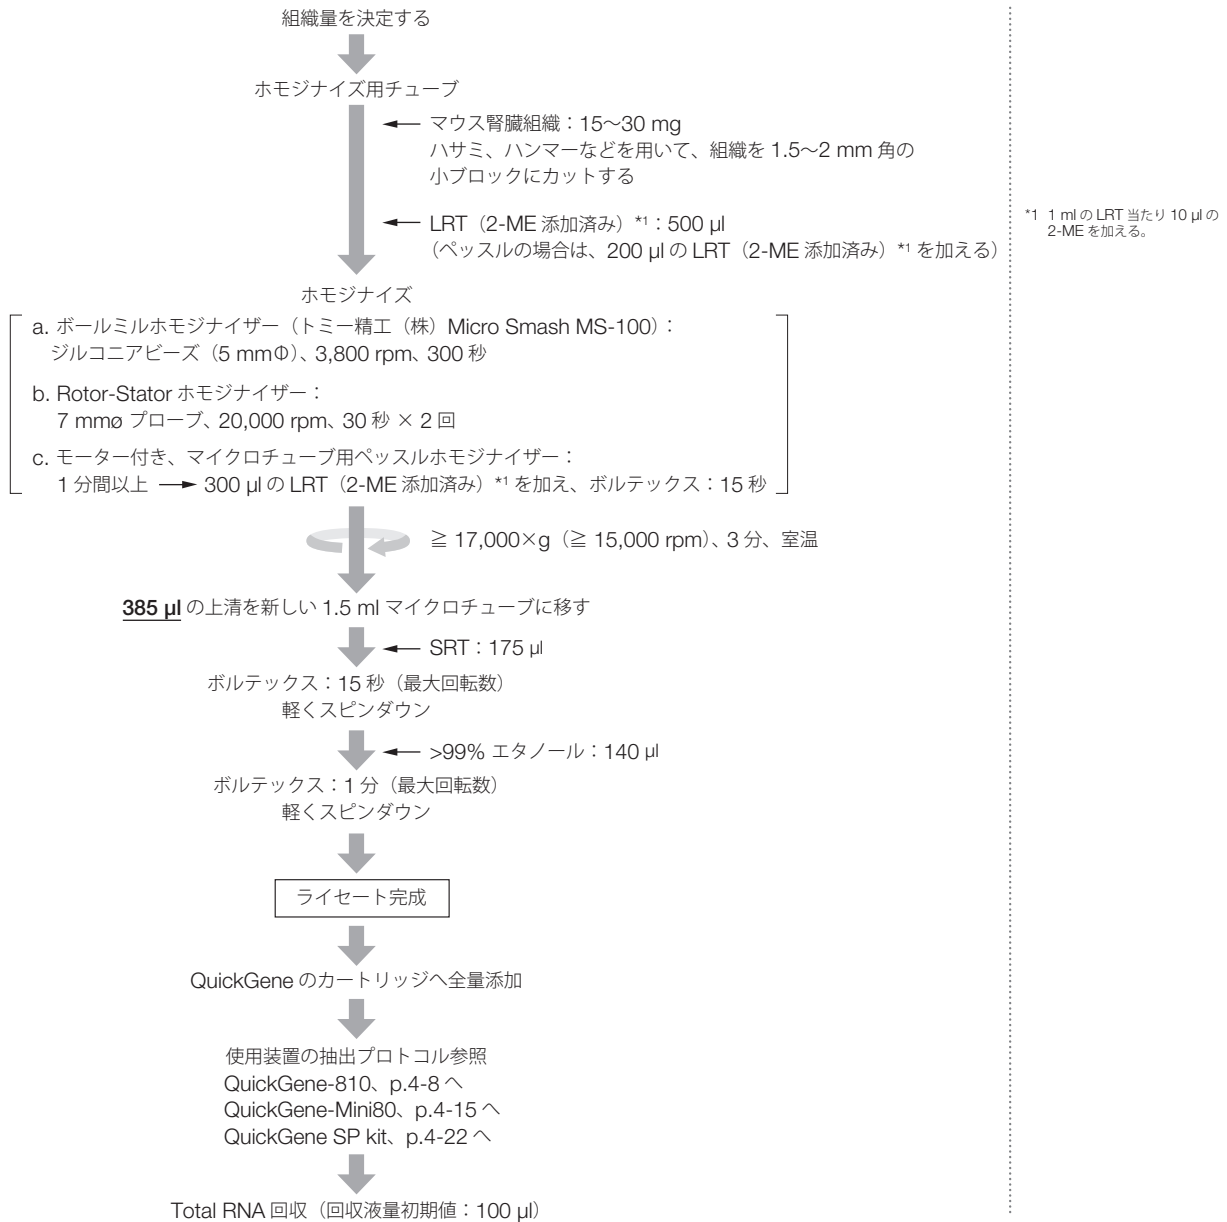 組織量を決定する
ホモジナイズ用チューブ
マウス腎臓組織：15〜30 mg
ハサミ、ハンマーなどを用いて、組織を 1.5〜2 mm 角の
小ブロックにカットする
LRT（2-ME 添加済み）*1：500 µl
（ペッスルの場合は、200 µl の LRT（2-ME 添加済み）*1 を加える）
*1 1 ml の LRT 当たり 10 µl の
2-ME を加える。
ホモジナイズ
a. ボールミルホモジナイザー（トミー精工（株）Micro Smash MS-100）：
ジルコニアビーズ（5 mmΦ）、3,800 rpm、300 秒
b. Rotor-Stator ホモジナイザー：
7 mmø プローブ、20,000 rpm、30 秒 × 2 回
c. モーター付き、マイクロチューブ用ペッスルホモジナイザー：
1 分間以上 → 300 µl の LRT（2-ME 添加済み）*1 を加え、ボルテックス：15 秒
≧ 17,000×g（≧ 15,000 rpm）、3 分、室温
385 µl の上清を新しい 1.5 ml マイクロチューブに移す
SRT：175 µl
ボルテックス：15 秒（最大回転数）
軽くスピンダウン
>99% エタノール：140 µl
ボルテックス：1 分（最大回転数）
軽くスピンダウン
ライセート完成
QuickGene のカートリッジへ全量添加
使用装置の抽出プロトコル参照
QuickGene-810、p.4-8 へ
QuickGene-Mini80、p.4-15 へ
QuickGene SP kit、p.4-22 へ
Total RNA 回収（回収液量初期値：100 µl）